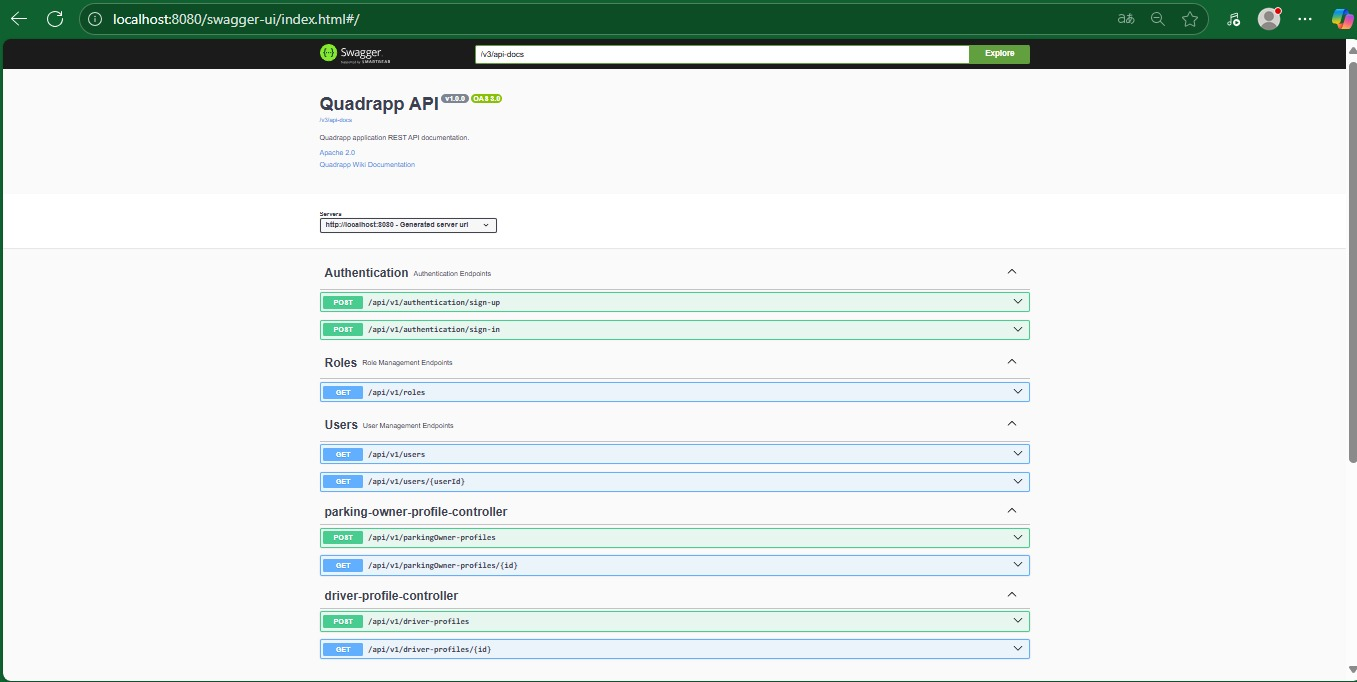 localhost:8080/swagger-ui/index.html#/
aあ
Swagger
Supported by SMARTBEAR
/v3/api-docs
Explore
Quadrapp API v1.0.0 OAS 3.0
/v3/api-docs
Quadrapp application REST API documentation.
Apache 2.0
Quadrapp Wiki Documentation
Servers
http://localhost:8080 - Generated server url
Authentication Authentication Endpoints
POST /api/v1/authentication/sign-up
POST /api/v1/authentication/sign-in
Roles Role Management Endpoints
GET /api/v1/roles
Users User Management Endpoints
GET /api/v1/users
GET /api/v1/users/{userId}
parking-owner-profile-controller
POST /api/v1/parkingOwner-profiles
GET /api/v1/parkingOwner-profiles/{id}
driver-profile-controller
POST /api/v1/driver-profiles
GET /api/v1/driver-profiles/{id}